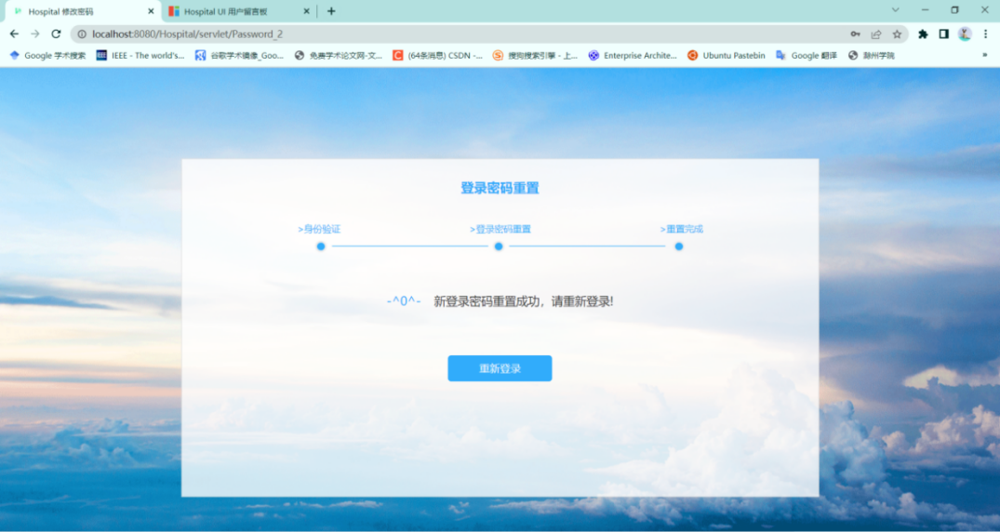 Hospital 修改密码
Hospital UI 用户留言板
localhost:8080/Hospital/servlet/Password_2
Google 学术搜索
IEEE - The world's...
谷歌学术镜像_Goo...
免费学术论文网-文...
(64条消息) CSDN -...
搜狗搜索引擎 - 上...
Enterprise Archite...
Ubuntu Pastebin
Google 翻译
滁州学院
»
登录密码重置
>身份验证
>登录密码重置
>重置完成
-^0^- 新登录密码重置成功，请重新登录!
重新登录